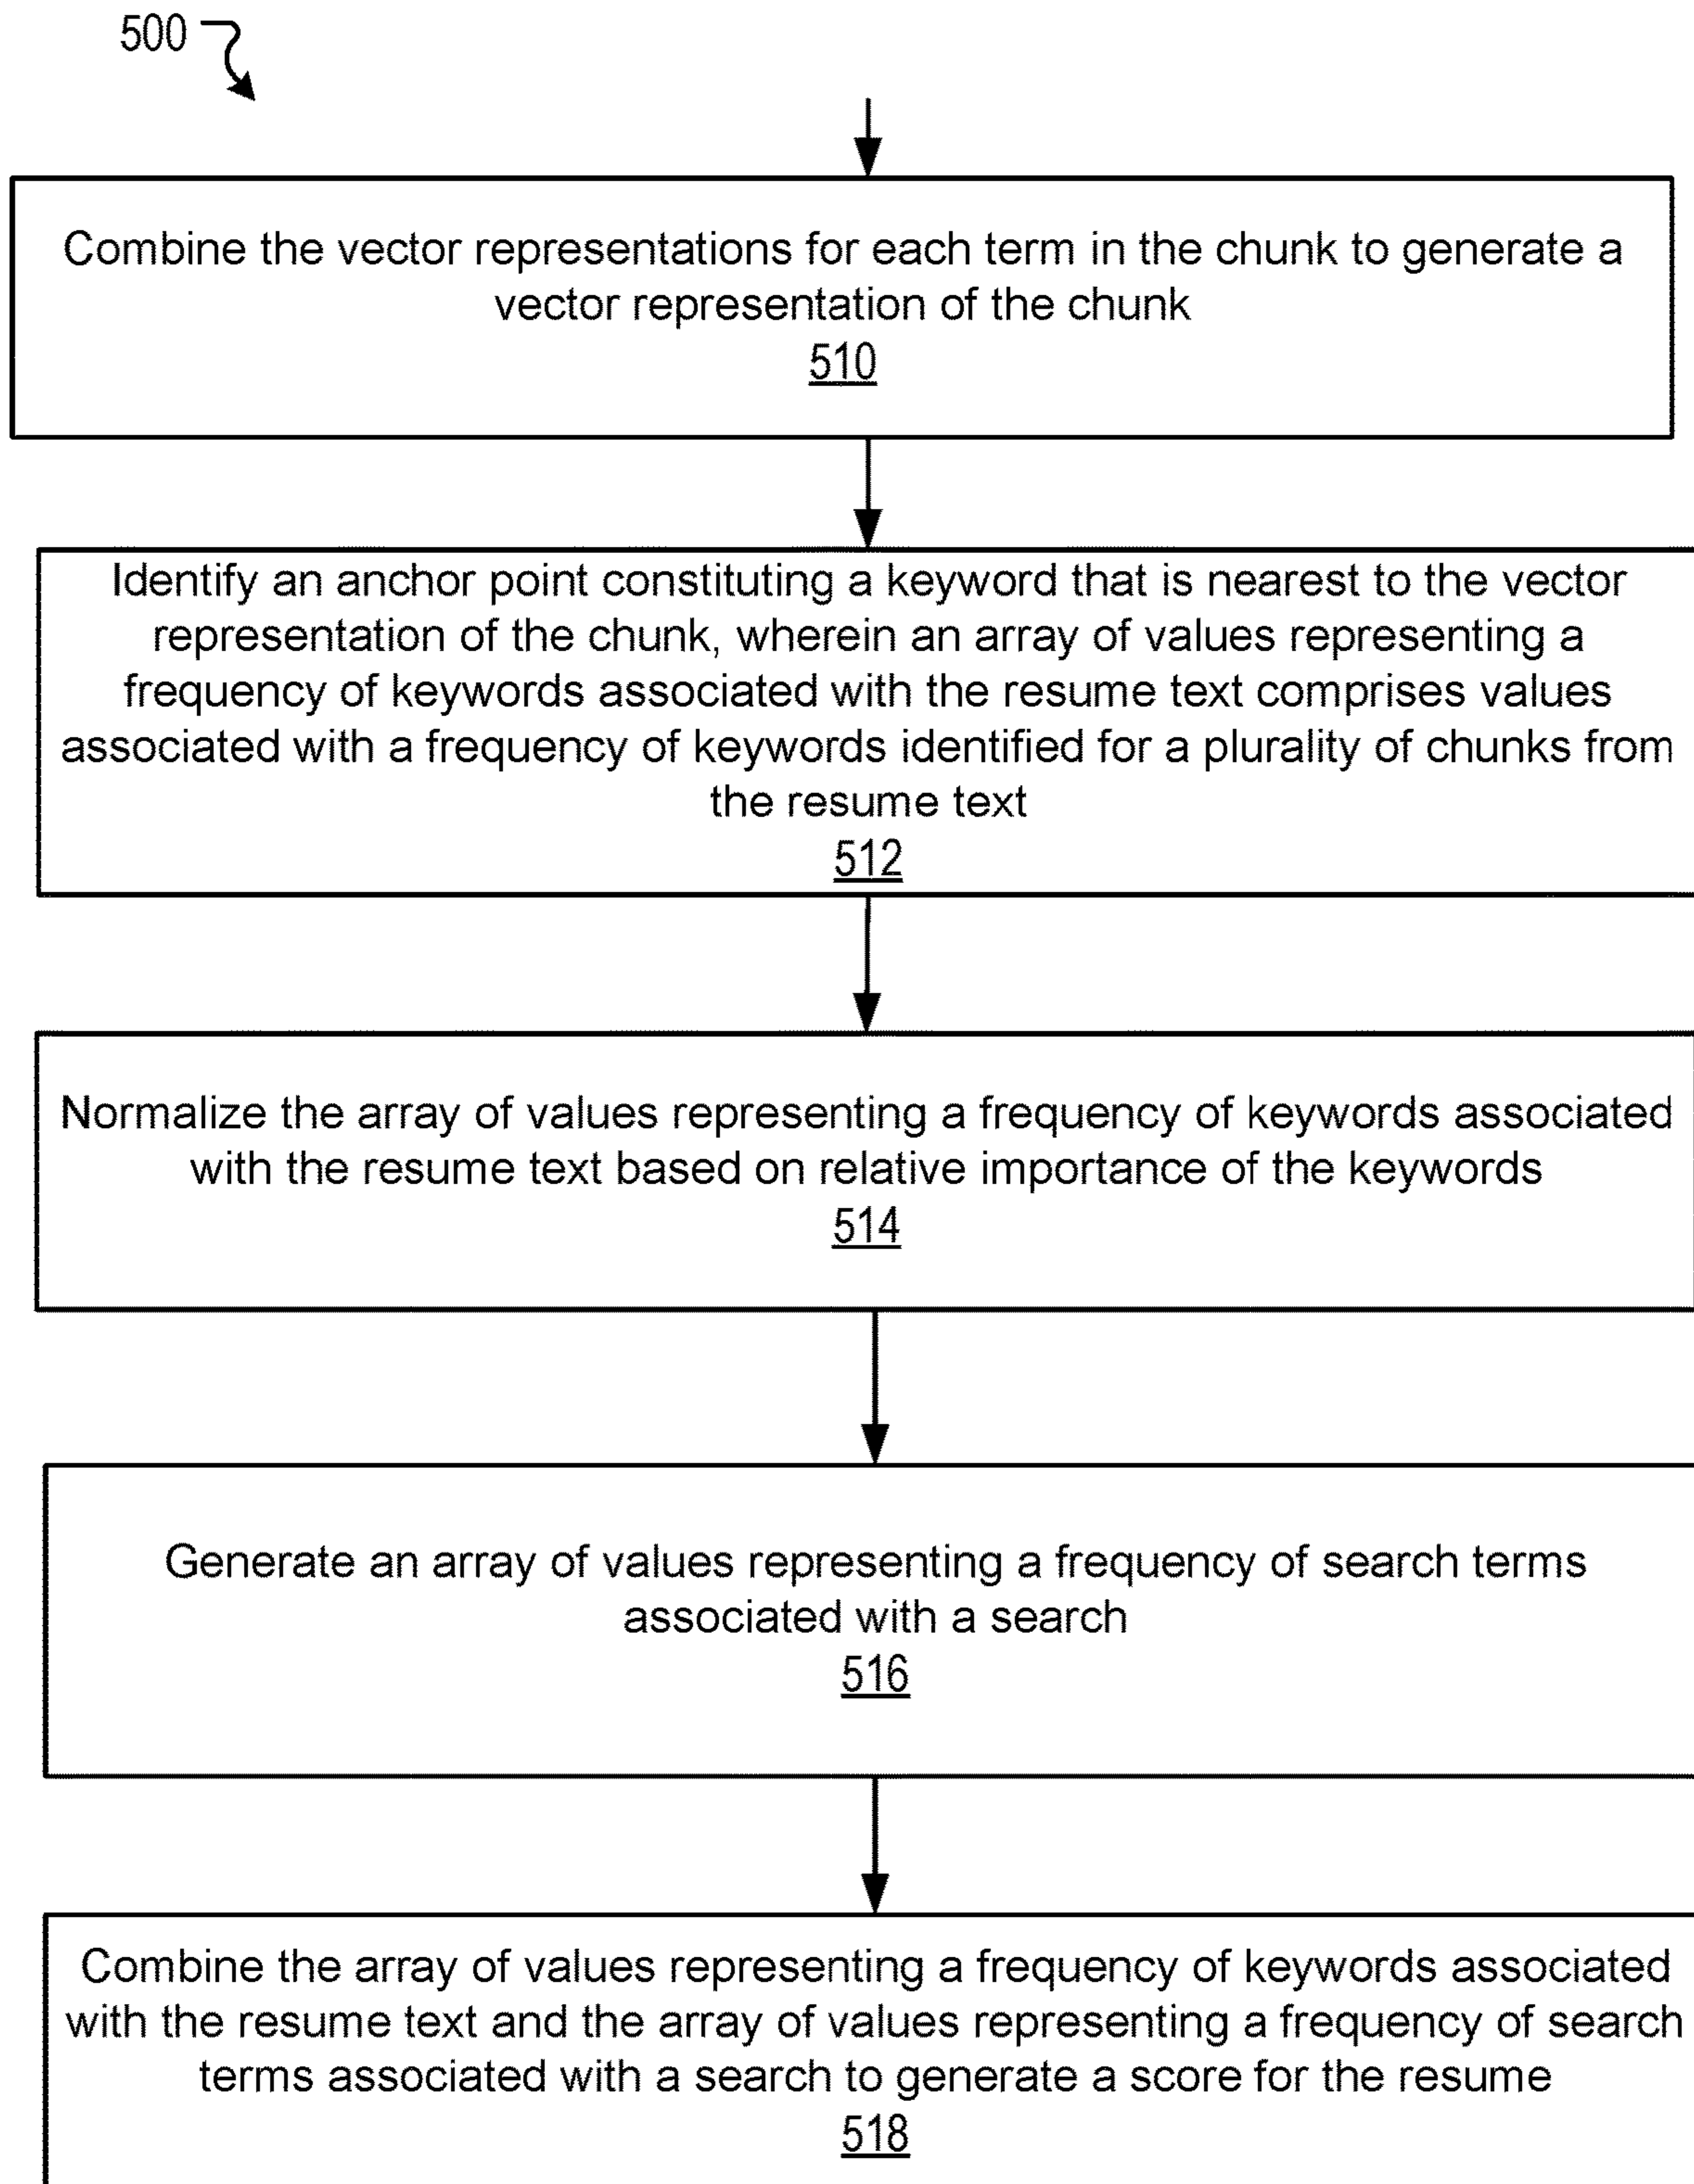 500
Combine the vector representations for each term in the chunk to generate a
vector representation of the chunk
510
Identify an anchor point constituting a keyword that is nearest to the vector
representation of the chunk, wherein an array of values representing a
frequency of keywords associated with the resume text comprises values
associated with a frequency of keywords identified for a plurality of chunks from
the resume text
512
Normalize the array of values representing a frequency of keywords associated
with the resume text based on relative importance of the keywords
514
Generate an array of values representing a frequency of search terms
associated with a search
516
Combine the array of values representing a frequency of keywords associated
with the resume text and the array of values representing a frequency of search
terms associated with a search to generate a score for the resume
518